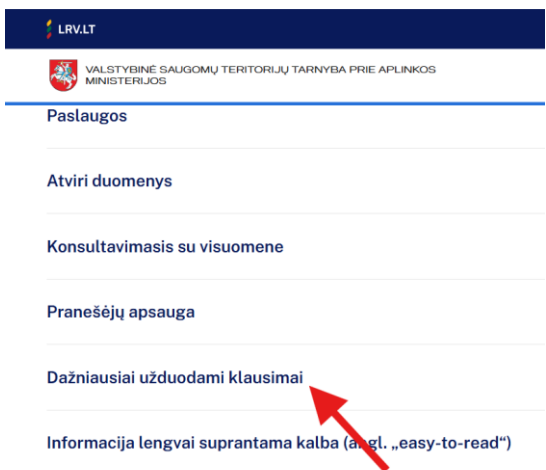 LRV.LT
VALSTYBINĖ SAUGOMŲ TERITORIJŲ TARNYBA PRIE APLINKOS
MINISTERIJOS
Paslaugos
Atviri duomenys
Konsultavimasis su visuomene
Pranešėjų apsauga
Dažniausiai užduodami klausimai
Informacija lengvai suprantama kalba (angl. „easy-to-read“)